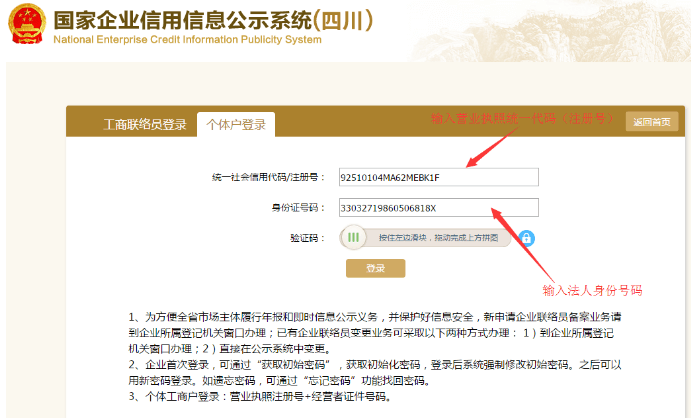 国家企业信用信息公示系统(四川)
National Enterprise Credit Information Publicity System
工商联络员登录 个体户登录 输入营业执照统一代码（注册号） 返回首页
统一社会信用代码/注册号： 92510104MA62MEBK1F
身份证号码： 33032719860506818X
验证码： 按住左边滑块，拖动完成上方拼图
登录
输入法人身份号码
1、为方便全省市场主体履行年报和即时信息公示义务，并保护好信息安全，新申请企业联络员备案业务请
到企业所属登记机关窗口办理；已有企业联络员变更业务可采取以下两种方式办理：1）到企业所属登记
机关窗口办理；2）直接在公示系统中变更。
2、企业首次登录，可通过“获取初始密码”，获取初始化密码，登录后系统强制修改初始密码。之后可以
用新密码登录。如遗忘密码，可通过“忘记密码”功能找回密码。
3、个体工商户登录：营业执照注册号+经营者证件号码。